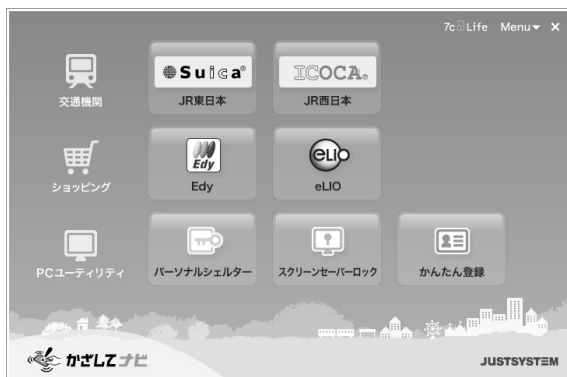 7cm Life Menu▼ ×
Suica®
ICOCA®
交通機関
JR東日本
JR西日本
Edy
eLIO
ショッピング
Edy
eLIO
PCユーティリティ
パーソナルシェルター
スクリーンセーバーロック
かんたん登録
かざしてナビ
JUSTSYSTEM